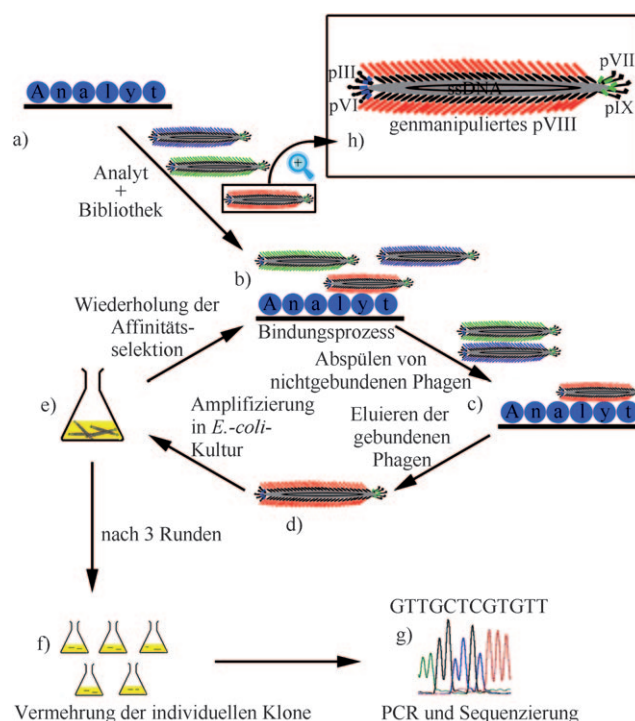 Analyt
a)
Analyt
+
Bibliothek
pIII
pVI
ssDNA
pVII
pIX
genmanipuliertes pVIII
h)
b)
Analyt
Bindungsprozess
Wiederholung der
Affinitäts-
selektion
Abspülen von
nichtgebundenen Phagen
c)
Analyt
Eluieren der
gebundenen
Phagen
d)
Amplifizierung
in E.-coli-
Kultur
e)
nach 3 Runden
f)
Vermehrung der individuellen Klone
GTTGCTCGTGTT
g)
PCR und Sequenzierung